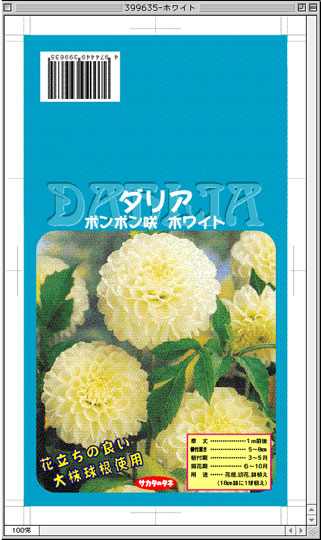 399635-ホワイト
4 974449 399635
DAHLIA
ダリア
ポンポン咲 ホワイト
花立ちの良い
大株球根使用
サカタのタネ
草　丈 ・・・・・・・・・・・・ 1m前後
植付深さ ・・・・・・・・・・・・ 5〜8cm
植付期 ・・・・・・・・・・・・ 3〜5月
開花期 ・・・・・・・・・・・・ 6〜10月
用　途 ・・・・・・ 花壇、切花、鉢植え
（18cm鉢に1球植え）
100%